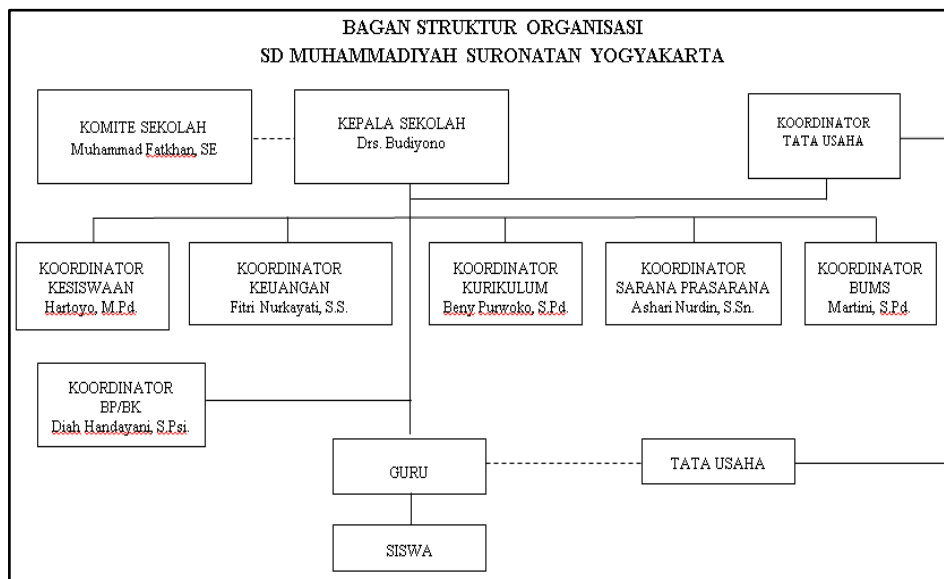 BAGAN STRUKTUR ORGANISASI
SD MUHAMMADIYAH SURONATAN YOGYAKARTA
KOMITE SEKOLAH
Muhammad Fatkhan, SE
KEPALA SEKOLAH
Drs. Budiyono
KOORDINATOR
TATA USAHA
KOORDINATOR
KESISWAAN
Hartoyo, M.Pd.
KOORDINATOR
KEUANGAN
Fitri Nurkayati, S.S.
KOORDINATOR
KURIKULUM
Beny Purwoko, S.Pd.
KOORDINATOR
SARANA PRASARANA
Ashari Nurdin, S.Sn.
KOORDINATOR
BUMS
Martini, S.Pd.
KOORDINATOR
BP/BK
Diah Handayani, S.Psi.
GURU
TATA USAHA
SISWA